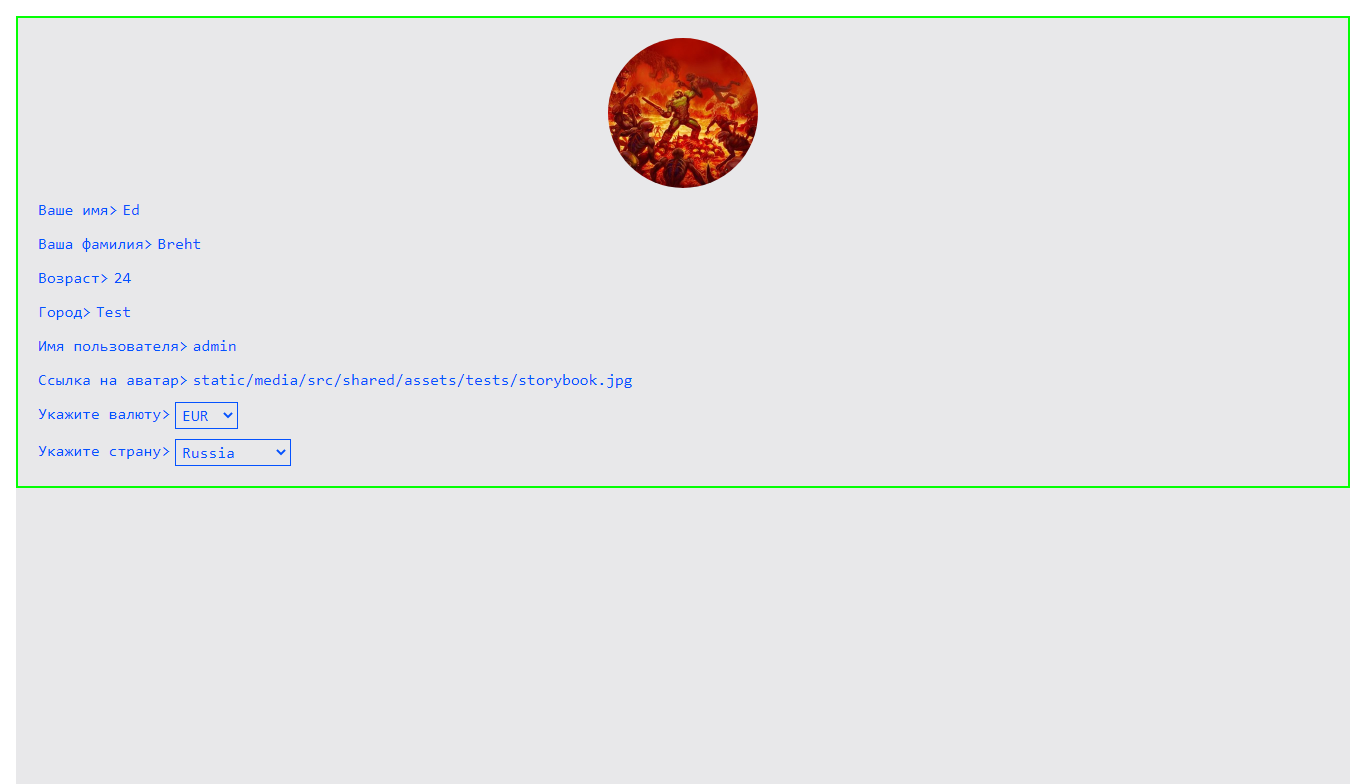 Ваше имя> Ed
Ваша фамилия> Breht
Возраст> 24
Город> Test
Имя пользователя> admin
Ссылка на аватар> static/media/src/shared/assets/tests/storybook.jpg
Укажите валюту> EUR
Укажите страну> Russia